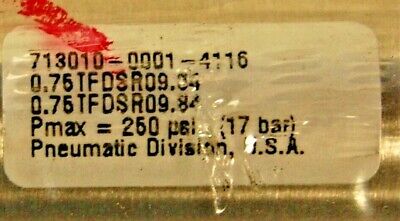 713010-0001-4116
0.75TFDSR09.84
0.75TFDSR09.84
Pmax = 250 psi (17 bar)
Pneumatic Division, U.S.A.